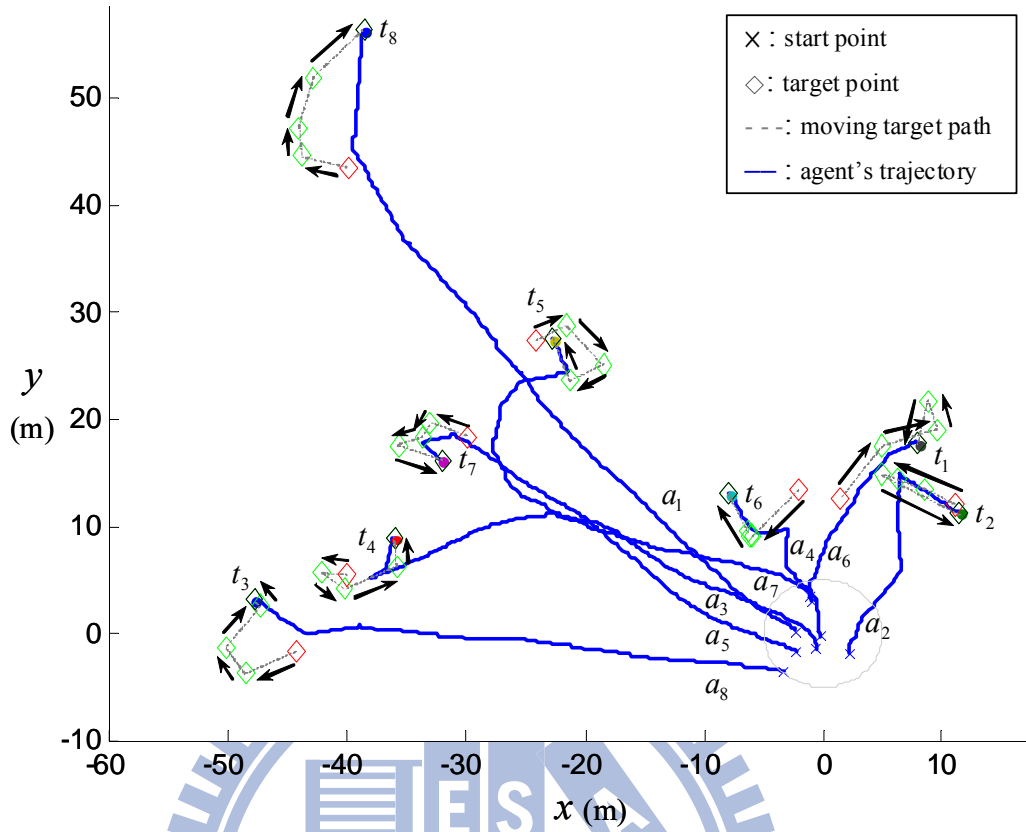 × : start point
◇ : target point
---- : moving target path
— : agent's trajectory
t8
t5
t7
t6
t1
t2
t4
t3
a1
a4
a6
a7
a3
a2
a5
a8
y
(m)
50
40
30
20
10
0
-10
-60
-50
-40
-30
-20
-10
0
10
x (m)
E S